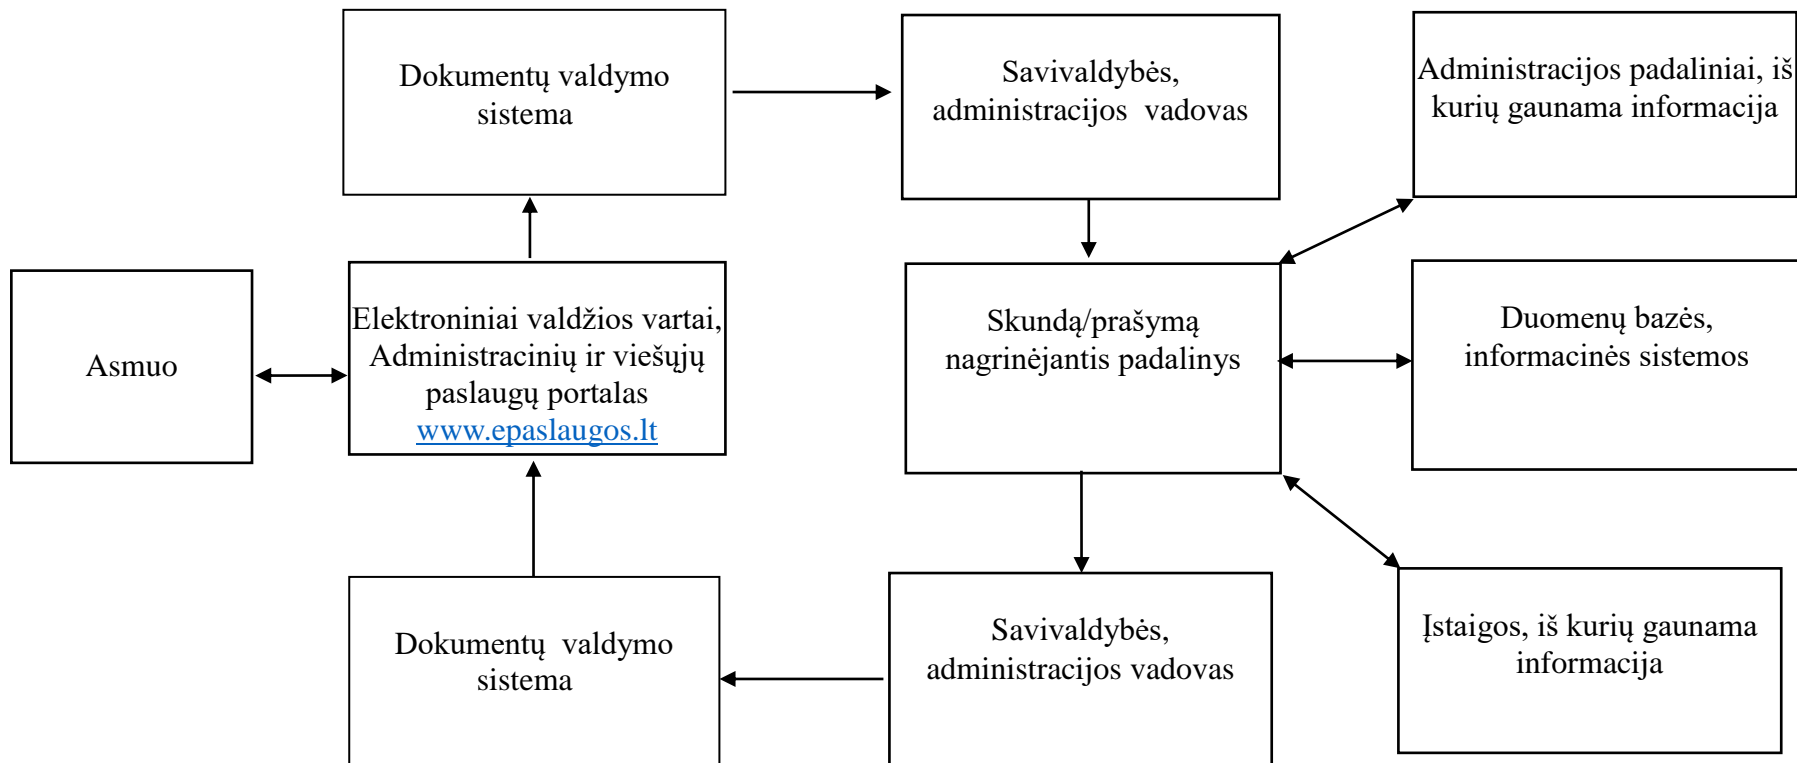 Dokumentų valdymo
sistema
Savivaldybės,
administracijos vadovas
Administracijos padaliniai, iš
kurių gaunama informacija
Asmuo
Elektroniniai valdžios vartai,
Administracinių ir viešųjų
paslaugų portalas
www.epaslaugos.lt
Skundą/prašymą
nagrinėjantis padalinys
Duomenų bazės,
informacinės sistemos
Dokumentų valdymo
sistema
Savivaldybės,
administracijos vadovas
Įstaigos, iš kurių gaunama
informacija